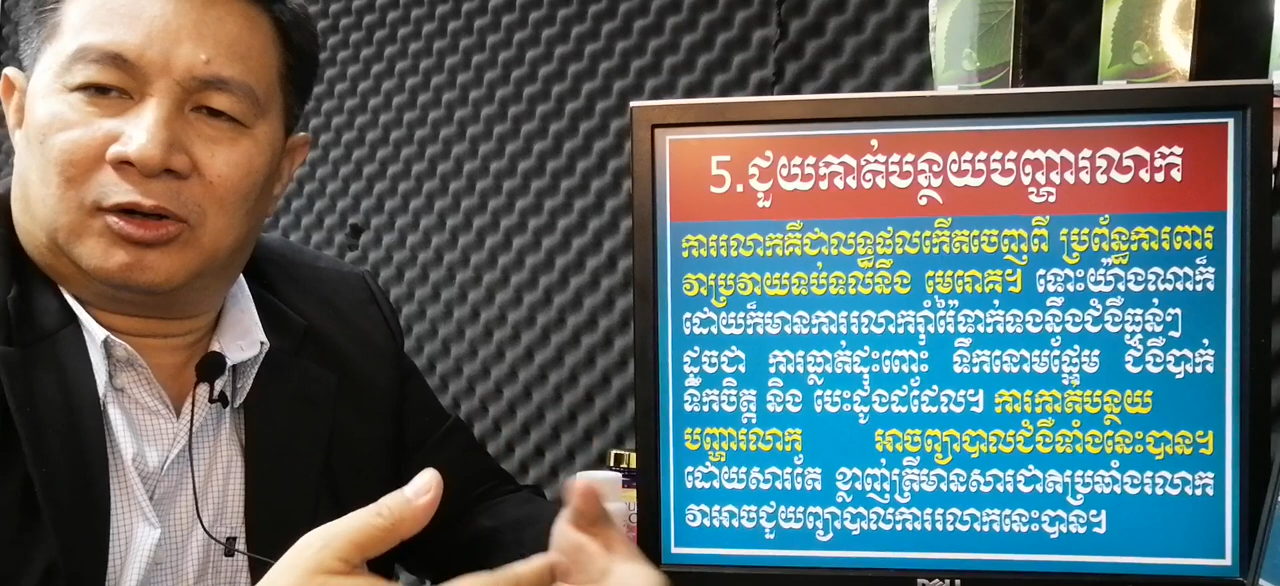 5.ជួយកាត់បន្ថយបញ្ហារលាក
ការរលាកគឺជាលទ្ធផលកើតចេញពី ប្រព័ន្ធការពារ
វាប្រវាយទប់ទល់នឹង មេរោគ។ ទោះយ៉ាងណាក៏
ដោយក៏មានការរលាករ៉ាំរ៉ៃទាក់ទងនឹងជំងឺធ្ងន់ៗ
ដូចជា ការធ្លាត់ដុះពោះ ទឹកនោមផ្អែម ជំងឺបាក់
ទឹកចិត្ត និង បេះដូងដដែល។ ការកាត់បន្ថយ
បញ្ហារលាក អាចព្យាបាលជំងឺទាំងនេះបាន។
ដោយសារតែ ខ្លាញ់ត្រីមានសារជាតិប្រឆាំងរលាក
វាអាចជួយព្យាបាលការរលាកនេះបាន។